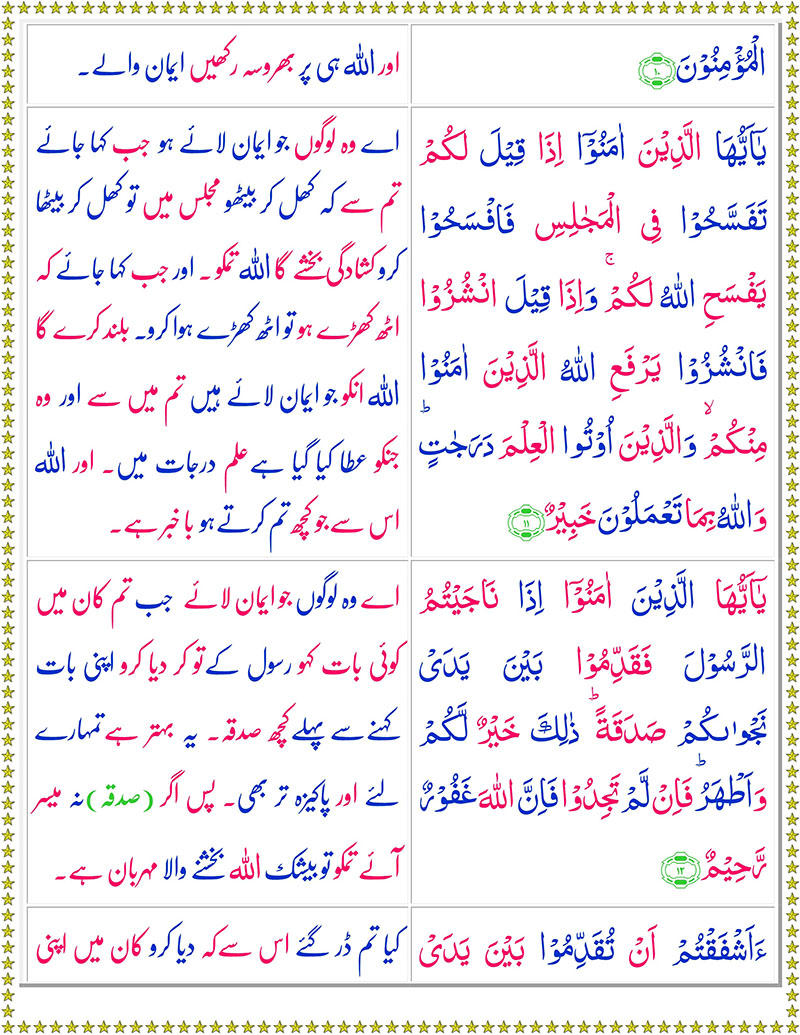 الْمُؤْمِنُوْنَ ۝۱۰
اور اللہ ہی پر بھروسہ رکھیں ایمان والے۔
یٰۤاَیُّهَا الَّذِیْنَ اٰمَنُوْۤا اِذَا قِیْلَ لَكُمْ
تَفَسَّحُوْا فِی الْمَجٰلِسِ فَافْسَحُوْا
یَفْسَحِ اللّٰهُ لَكُمْ ۚ وَاِذَا قِیْلَ انْشُزُوْا
فَانْشُزُوْا یَرْفَعِ اللّٰهُ الَّذِیْنَ اٰمَنُوْا
مِنْكُمْ ۙ وَالَّذِیْنَ اُوْتُوا الْعِلْمَ دَرَجٰتٍ ؕ
وَاللّٰهُ بِمَا تَعْمَلُوْنَ خَبِیْرٌ ۝۱۱
اے وہ لوگوں جو ایمان لائے ہو جب کہا جائے
تم سے کہ کھل کر بیٹھو مجلس میں تو کھل کر بیٹھا
کرو کشادگی بخشے گا اللہ تمکو۔ اور جب کہا جائے کہ
اٹھ کھڑے ہو تو اٹھ کھڑے ہوا کرو۔ بلند کرے گا
اللہ انکو جو ایمان لائے ہیں تم میں سے اور وہ
جنکو عطا کیا گیا ہے علم درجات میں۔ اور اللہ
اس سے جو کچھ تم کرتے ہو با خبر ہے۔
یٰۤاَیُّهَا الَّذِیْنَ اٰمَنُوْۤا اِذَا نَاجَیْتُمُ
الرَّسُوْلَ فَقَدِّمُوْا بَیْنَ یَدَیْ
نَجْوٰىكُمْ صَدَقَةً ؕ ذٰلِكَ خَیْرٌ لَّكُمْ
وَاَطْهَرُ ؕ فَاِنْ لَّمْ تَجِدُوْا فَاِنَّ اللّٰهَ غَفُوْرٌ
رَّحِیْمٌ ۝۱۲
اے وہ لوگوں جو ایمان لائے جب تم کان میں
کوئی بات کہو رسول کے تو کر دیا کرو اپنی بات
کہنے سے پہلے کچھ صدقہ۔ یہ بہتر ہے تمہارے
لئے اور پاکیزہ تر بھی۔ پس اگر (صدقہ) نہ میسر
آئے تمکو تو بیشک اللہ بخشنے والا مہربان ہے۔
ءَاَشْفَقْتُمْ اَنْ تُقَدِّمُوْا بَیْنَ یَدَیْ
کیا تم ڈر گئے اس سے کہ دیا کرو کان میں اپنی